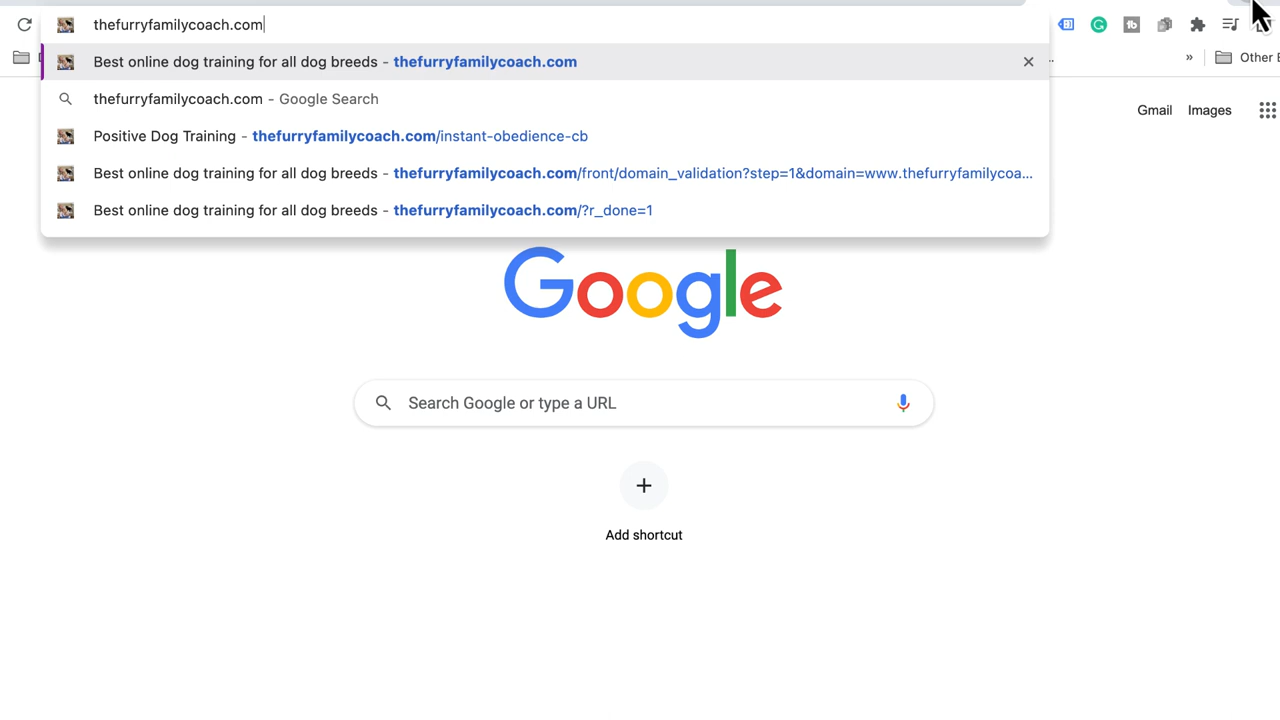 thefurryfamilycoach.com
Best online dog training for all dog breeds - thefurryfamilycoach.com
thefurryfamilycoach.com - Google Search
Positive Dog Training - thefurryfamilycoach.com/instant-obedience-cb
Best online dog training for all dog breeds - thefurryfamilycoach.com/front/domain_validation?step=1&domain=www.thefurryfamilycoa...
Best online dog training for all dog breeds - thefurryfamilycoach.com/?r_done=1
» Other
Gmail Images
Google
Search Google or type a URL
Add shortcut